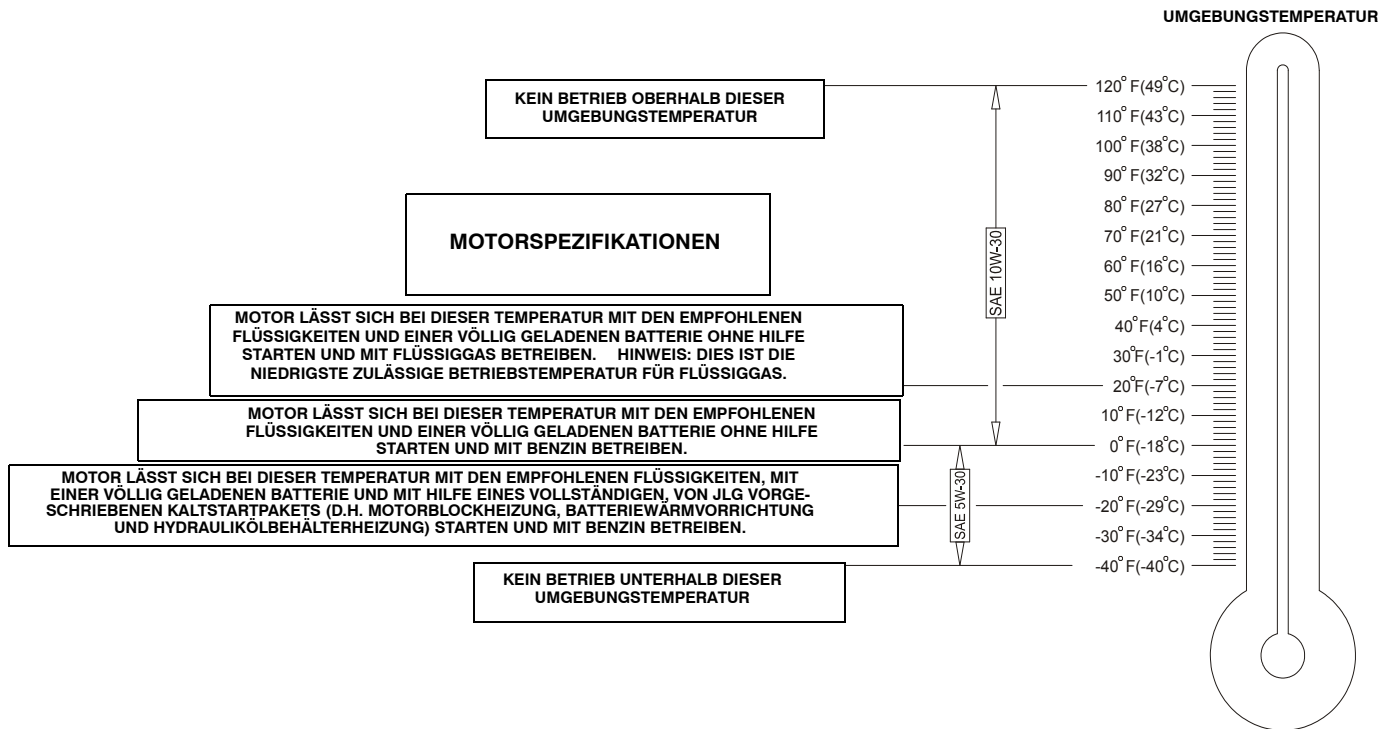 UMGEBUNGSTEMPERATUR
KEIN BETRIEB OBERHALB DIESER
UMGEBUNGSTEMPERATUR
MOTORSPEZIFIKATIONEN
MOTOR LÄSST SICH BEI DIESER TEMPERATUR MIT DEN EMPFOHLENEN
FLÜSSIGKEITEN UND EINER VÖLLIG GELADENEN BATTERIE OHNE HILFE
STARTEN UND MIT FLÜSSIGGAS BETREIBEN. HINWEIS: DIES IST DIE
NIEDRIGSTE ZULÄSSIGE BETRIEBSTEMPERATUR FÜR FLÜSSIGGAS.
MOTOR LÄSST SICH BEI DIESER TEMPERATUR MIT DEN EMPFOHLENEN
FLÜSSIGKEITEN UND EINER VÖLLIG GELADENEN BATTERIE OHNE HILFE
STARTEN UND MIT BENZIN BETREIBEN.
MOTOR LÄSST SICH BEI DIESER TEMPERATUR MIT DEN EMPFOHLENEN FLÜSSIGKEITEN, MIT
EINER VÖLLIG GELADENEN BATTERIE UND MIT HILFE EINES VOLLSTÄNDIGEN, VON JLG VORGE-
SCHRIEBENEN KALTSTARTPAKETS (D.H. MOTORBLOCKHEIZUNG, BATTERIEWÄRMVORRICHTUNG
UND HYDRAULIKÖLBEHÄLTERHEIZUNG) STARTEN UND MIT BENZIN BETREIBEN.
KEIN BETRIEB UNTERHALB DIESER
UMGEBUNGSTEMPERATUR
SAE 10W-30
SAE 5W-30
120° F(49°C)
110° F(43°C)
100° F(38°C)
90° F(32°C)
80° F(27°C)
70° F(21°C)
60° F(16°C)
50° F(10°C)
40° F(4°C)
30°F(-1°C)
20°F(-7°C)
10° F(-12°C)
0° F(-18°C)
-10° F(-23°C)
-20° F(-29°C)
-30° F(-34°C)
-40° F(-40°C)